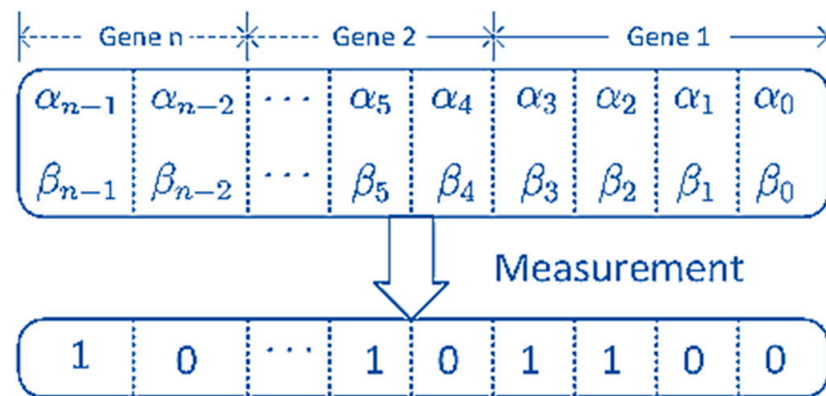 Gene n Gene 2 Gene 1
αₙ₋₁ αₙ₋₂ ··· α₅ α₄ α₃ α₂ α₁ α₀
βₙ₋₁ βₙ₋₂ ··· β₅ β₄ β₃ β₂ β₁ β₀
Measurement
1 0 ··· 1 0 1 1 0 0